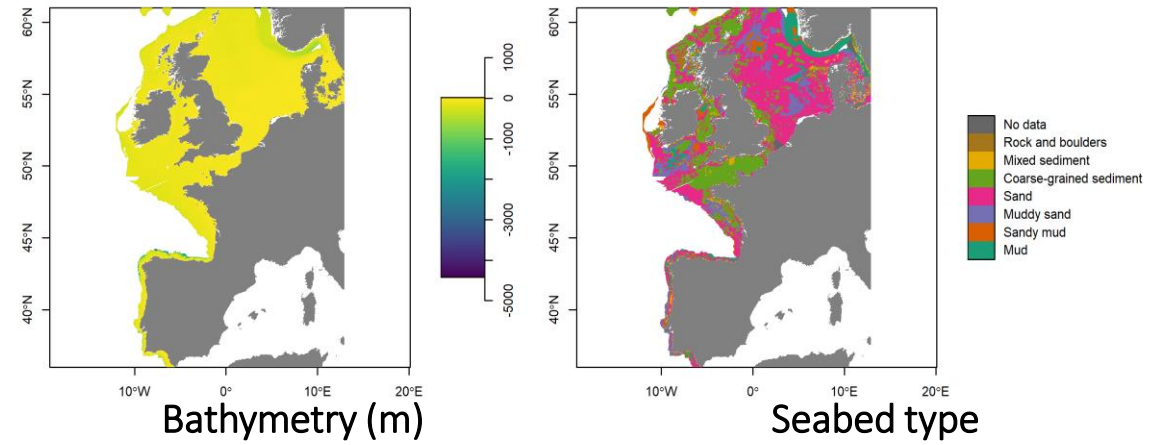 60°N
55°N
50°N
45°N
40°N
10°W 0° 10°E 20°E
1000
0
-1000
-2000
-3000
-5000
Bathymetry (m)
60°N
55°N
50°N
45°N
40°N
10°W 0° 10°E 20°E
No data
Rock and boulders
Mixed sediment
Coarse-grained sediment
Sand
Muddy sand
Sandy mud
Mud
Seabed type